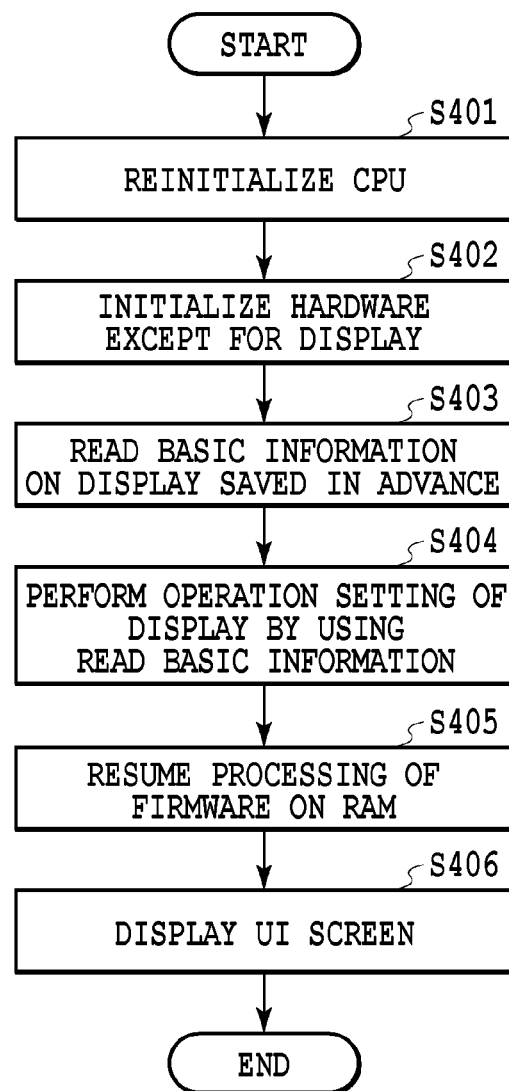 START
S401
REINITIALIZE CPU
S402
INITIALIZE HARDWARE
EXCEPT FOR DISPLAY
S403
READ BASIC INFORMATION
ON DISPLAY SAVED IN ADVANCE
S404
PERFORM OPERATION SETTING OF
DISPLAY BY USING
READ BASIC INFORMATION
S405
RESUME PROCESSING OF
FIRMWARE ON RAM
S406
DISPLAY UI SCREEN
END